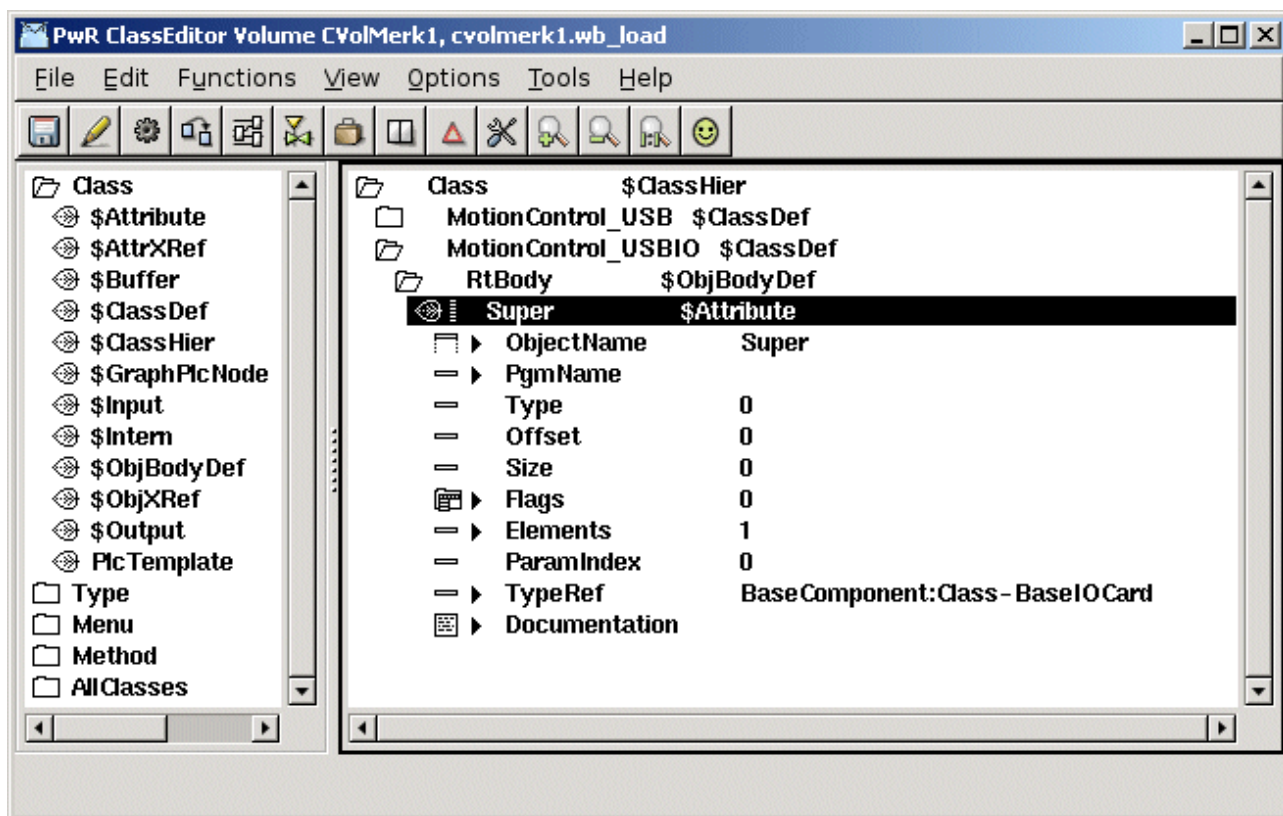 PwR ClassEditor Volume CVolMerk1, cvolmerk1.wb_load
File Edit Functions View Options Tools Help
Class
$Attribute
$AttrXRef
$Buffer
$ClassDef
$ClassHier
$GraphPlcNode
$Input
$Intern
$ObjBodyDef
$ObjXRef
$Output
PlcTemplate
Type
Menu
Method
AllClasses
Class $ClassHier
MotionControl_USB $ClassDef
MotionControl_USBIO $ClassDef
RtBody $ObjBodyDef
Super $Attribute
ObjectName Super
PgmName
Type 0
Offset 0
Size 0
Flags 0
Elements 1
ParamIndex 0
TypeRef BaseComponent:Class-BaseIOCard
Documentation